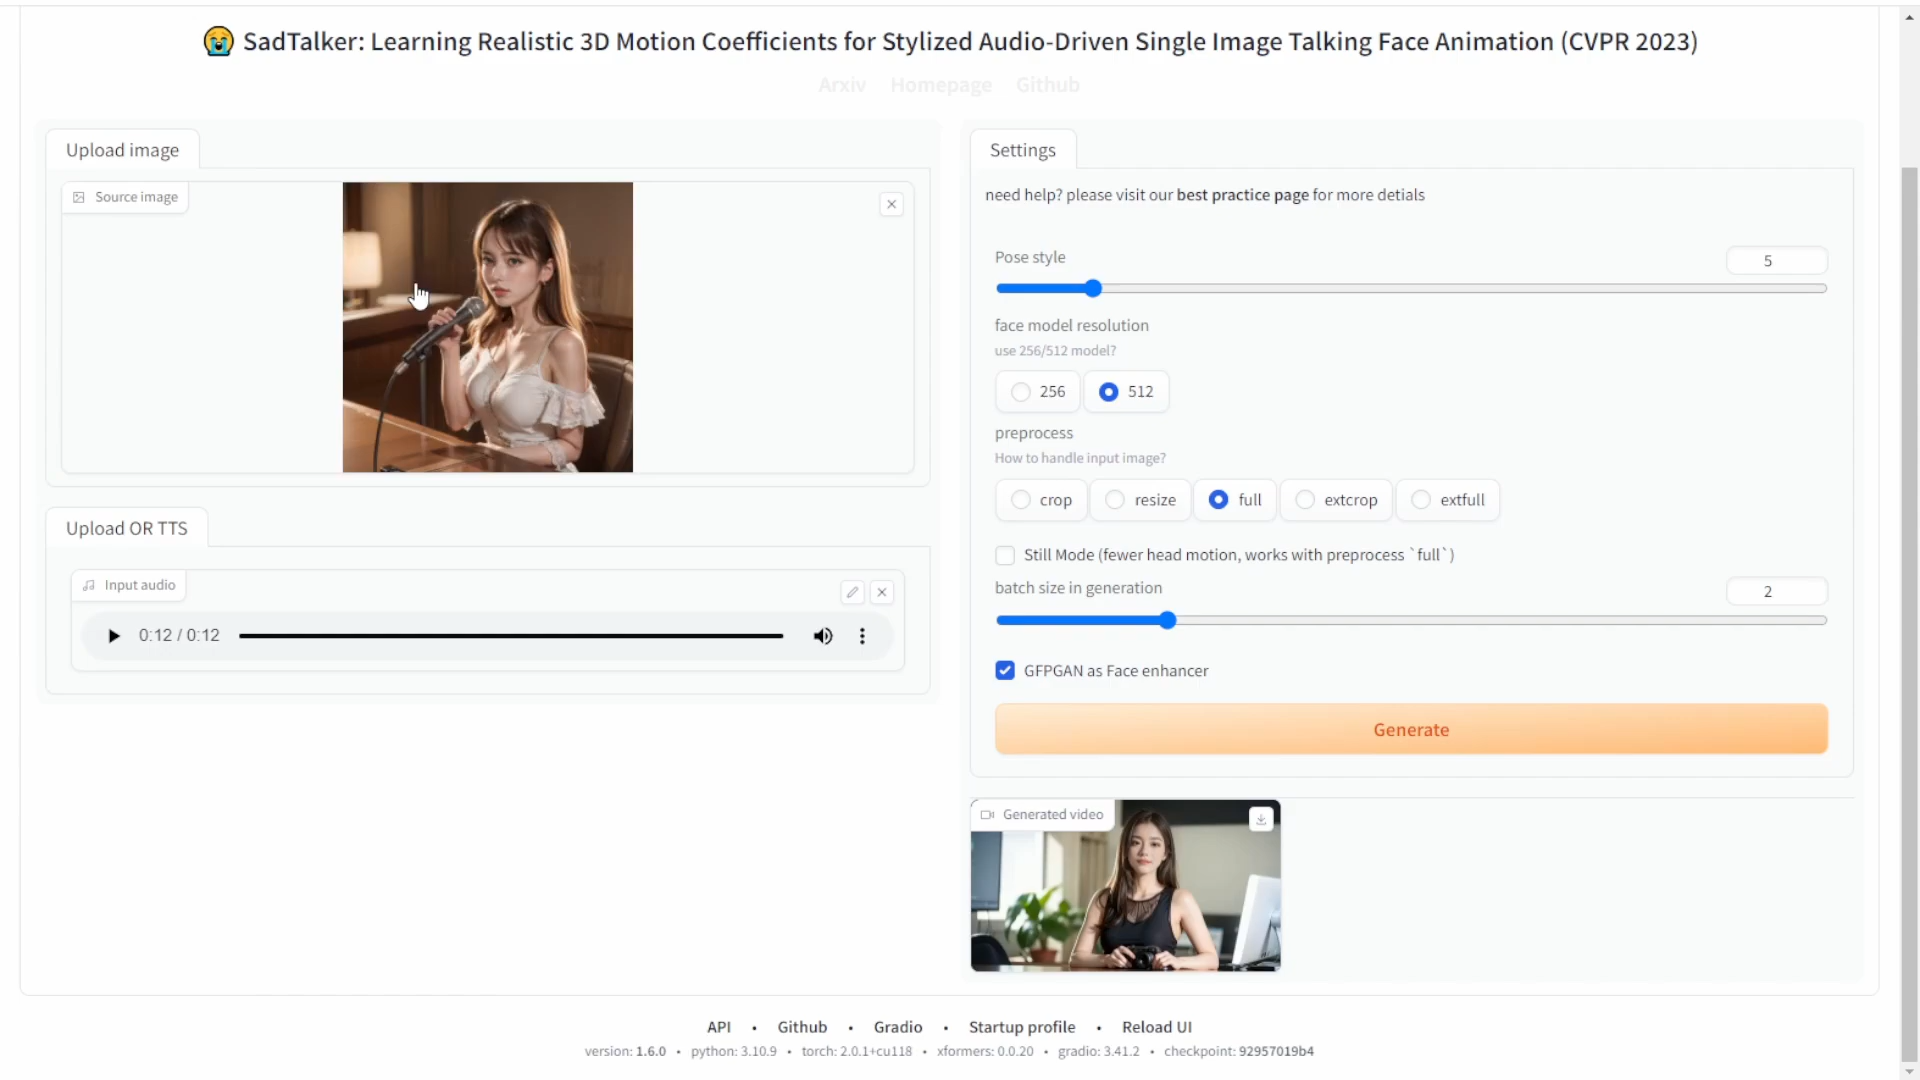 SadTalker: Learning Realistic 3D Motion Coefficients for Stylized Audio-Driven Single Image Talking Face Animation (CVPR 2023)
Arxiv Homepage Github
Upload image
Source image
Upload OR TTS
Input audio
0:12 / 0:12
Settings
need help? please visit our best practice page for more detials
Pose style
5
face model resolution
use 256/512 model?
256 512
preprocess
How to handle input image?
crop resize full extcrop extfull
Still Mode (fewer head motion, works with preprocess `full`)
batch size in generation
2
GFPGAN as Face enhancer
Generate
Generated video
API • Github • Gradio • Startup profile • Reload UI
version: 1.6.0 • python: 3.10.9 • torch: 2.0.1+cu118 • xformers: 0.0.20 • gradio: 3.41.2 • checkpoint: 92957019b4